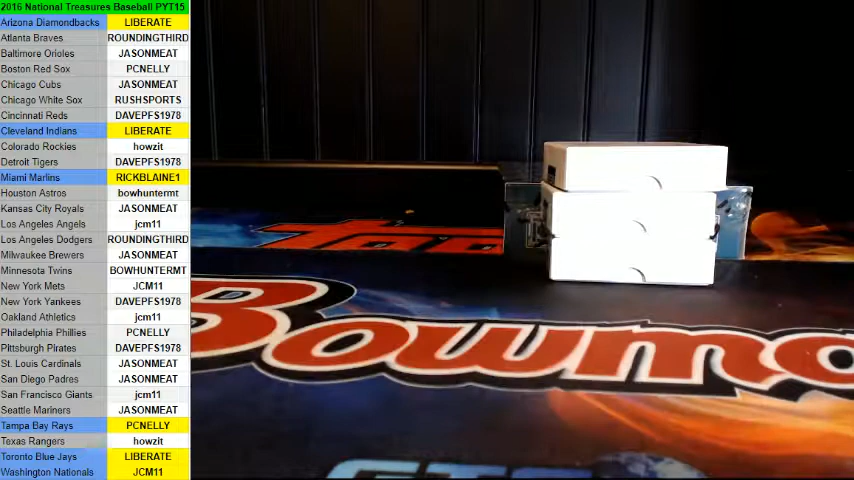 2016 National Treasures Baseball PYT15
Arizona Diamondbacks LIBERATE
Atlanta Braves ROUNDINGTHIRD
Baltimore Orioles JASONMEAT
Boston Red Sox PCNELLY
Chicago Cubs JASONMEAT
Chicago White Sox RUSHSPORTS
Cincinnati Reds DAVEPFS1978
Cleveland Indians LIBERATE
Colorado Rockies howzit
Detroit Tigers DAVEPFS1978
Miami Marlins RICKBLAINE1
Houston Astros bowhuntermt
Kansas City Royals JASONMEAT
Los Angeles Angels jcm11
Los Angeles Dodgers ROUNDINGTHIRD
Milwaukee Brewers JASONMEAT
Minnesota Twins BOWHUNTERMT
New York Mets JCM11
New York Yankees DAVEPFS1978
Oakland Athletics jcm11
Philadelphia Phillies PCNELLY
Pittsburgh Pirates DAVEPFS1978
St. Louis Cardinals JASONMEAT
San Diego Padres JASONMEAT
San Francisco Giants jcm11
Seattle Mariners JASONMEAT
Tampa Bay Rays PCNELLY
Texas Rangers howzit
Toronto Blue Jays LIBERATE
Washington Nationals JCM11
Bowma